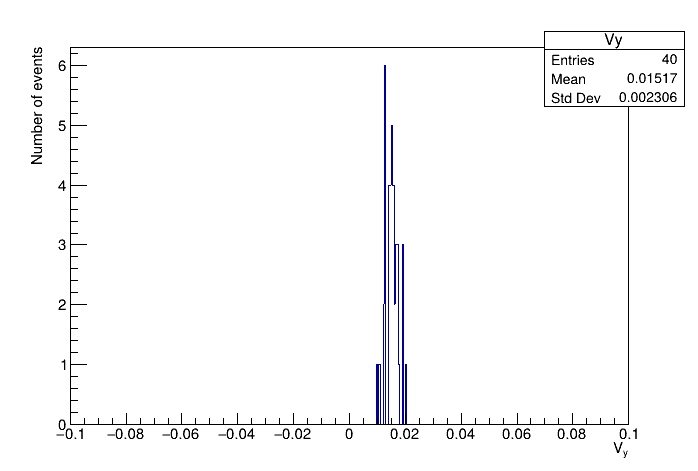 Vy
Entries 40
Mean 0.01517
Std Dev 0.002306
Number of events
6
5
4
3
2
1
0
−0.1 −0.08 −0.06 −0.04 −0.02 0 0.02 0.04 0.06 0.08 0.1
Vy